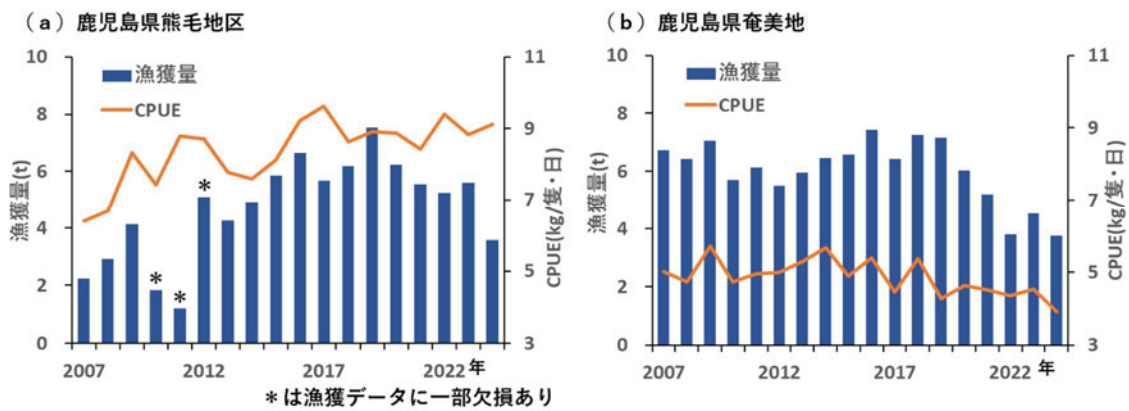 （a）鹿児島県熊毛地区
10
8
6
4
2
0
漁獲量(t)
漁獲量
CPUE
11
9
7
5
3
CPUE(kg/隻・日)
*
*
*
2007
2012
2017
2022
年
＊は漁獲データに一部欠損あり
（b）鹿児島県奄美地
10
8
6
4
2
0
漁獲量(t)
漁獲量
CPUE
11
9
7
5
3
CPUE(kg/隻・日)
2007
2012
2017
2022
年